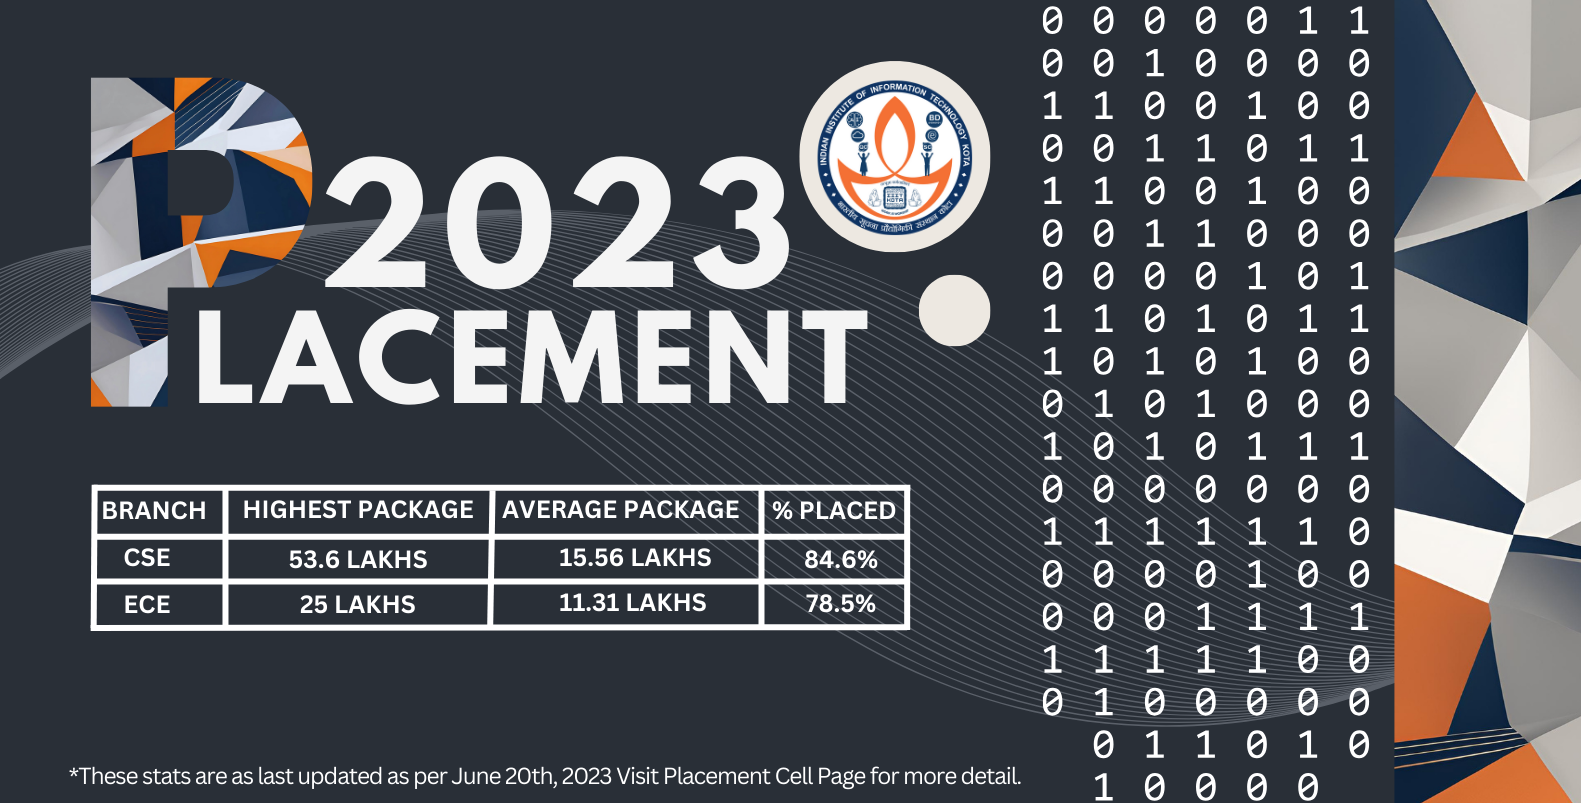 P
2023
LACEMENT
INDIAN INSTITUTE OF INFORMATION TECHNOLOGY KOTA
BD
IIIT
KOTA
भारतीय सूचना प्रौद्योगिकी संस्थान कोटा
BRANCH HIGHEST PACKAGE AVERAGE PACKAGE % PLACED
CSE 53.6 LAKHS 15.56 LAKHS 84.6%
ECE 25 LAKHS 11.31 LAKHS 78.5%
*These stats are as last updated as per June 20th, 2023 Visit Placement Cell Page for more detail.
0 0 0 0 0 1 1
0 0 1 0 0 0 0
1 1 0 0 1 0 0
0 0 1 1 0 1 1
1 1 0 0 1 0 0
0 0 1 1 0 0 0
0 0 0 0 1 0 1
1 1 0 1 0 1 1
1 0 1 0 1 0 0
0 1 0 1 0 0 0
1 0 1 0 1 1 1
0 0 0 0 0 0 0
1 1 1 1 1 1 0
0 0 0 0 1 0 0
0 0 0 1 1 1 1
1 1 1 1 1 0 0
0 1 0 0 0 0 0
0 1 1 0 1 0
1 0 0 0 0